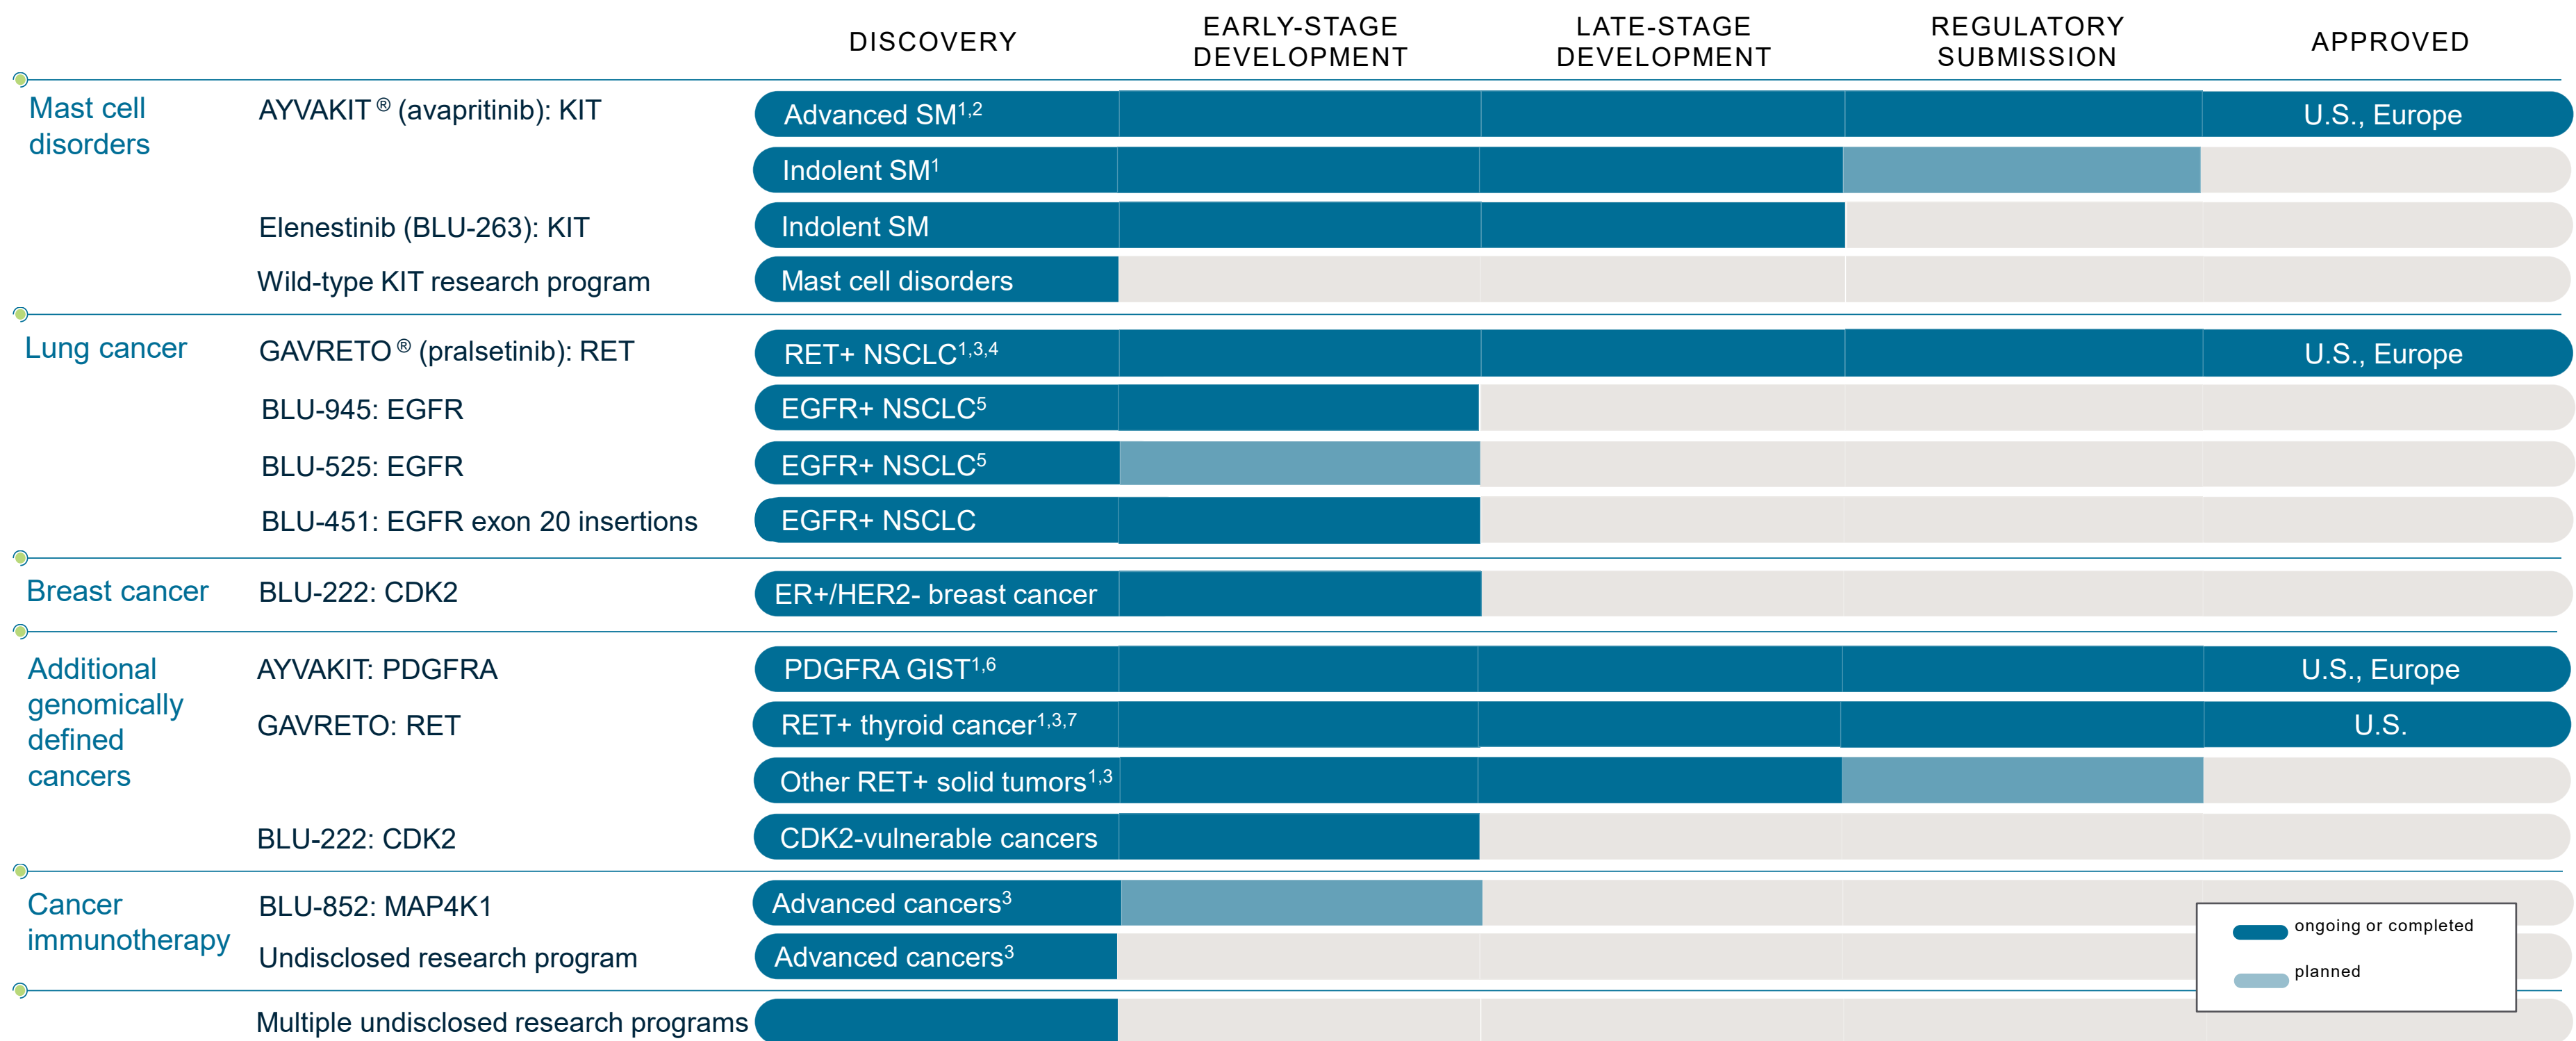 DISCOVERY
EARLY-STAGE
DEVELOPMENT
LATE-STAGE
DEVELOPMENT
REGULATORY
SUBMISSION
APPROVED
Mast cell
disorders
AYVAKIT® (avapritinib): KIT
Advanced SM1,2
U.S., Europe
Indolent SM1
Elenestinib (BLU-263): KIT
Indolent SM
Wild-type KIT research program
Mast cell disorders
Lung cancer
GAVRETO® (pralsetinib): RET
RET+ NSCLC1,3,4
U.S., Europe
BLU-945: EGFR
EGFR+ NSCLC5
BLU-525: EGFR
EGFR+ NSCLC5
BLU-451: EGFR exon 20 insertions
EGFR+ NSCLC
Breast cancer
BLU-222: CDK2
ER+/HER2- breast cancer
Additional
genomically
defined
cancers
AYVAKIT: PDGFRA
PDGFRA GIST1,6
U.S., Europe
GAVRETO: RET
RET+ thyroid cancer1,3,7
U.S.
Other RET+ solid tumors1,3
BLU-222: CDK2
CDK2-vulnerable cancers
Cancer
immunotherapy
BLU-852: MAP4K1
Advanced cancers3
Undisclosed research program
Advanced cancers3
ongoing or completed
planned
Multiple undisclosed research programs